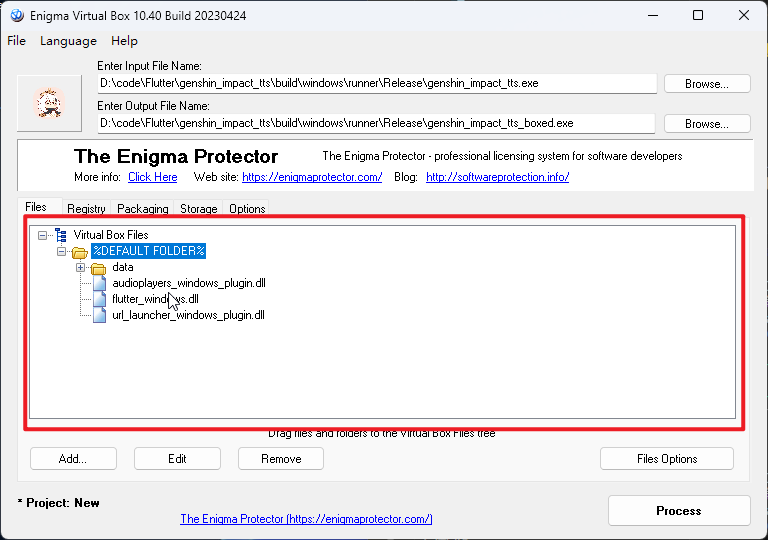 Enigma Virtual Box 10.40 Build 20230424
File Language Help
Enter Input File Name:
D:\code\Flutter\genshin_impact_tts\build\windows\runner\Release\genshin_impact_tts.exe
Browse...
Enter Output File Name:
D:\code\Flutter\genshin_impact_tts\build\windows\runner\Release\genshin_impact_tts_boxed.exe
Browse...
The Enigma Protector The Enigma Protector - professional licensing system for software developers
More info: Click Here Web site: https://enigmaprotector.com/ Blog: http://softwareprotection.info/
Files Registry Packaging Storage Options
Virtual Box Files
%DEFAULT FOLDER%
data
audioplayers_windows_plugin.dll
flutter_windows.dll
url_launcher_windows_plugin.dll
Drag files and folders to the Virtual Box Files tree
Add... Edit Remove Files Options
* Project: New
The Enigma Protector (https://enigmaprotector.com/)
Process